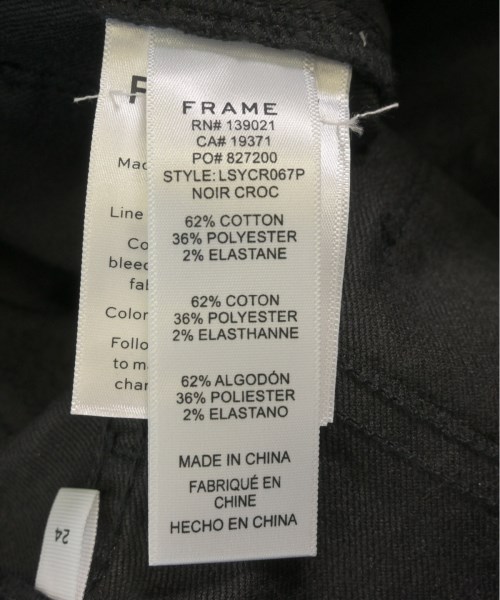 FRAME
RN# 139021
CA# 19371
PO# 827200
STYLE: LSYCR067P
NOIR CROC
62% COTTON
36% POLYESTER
2% ELASTANE
62% COTON
36% POLYESTER
2% ELASTHANNE
62% ALGODÓN
36% POLIESTER
2% ELASTANO
MADE IN CHINA
FABRIQUÉ EN
CHINE
HECHO EN CHINA
Line
Color
to
24